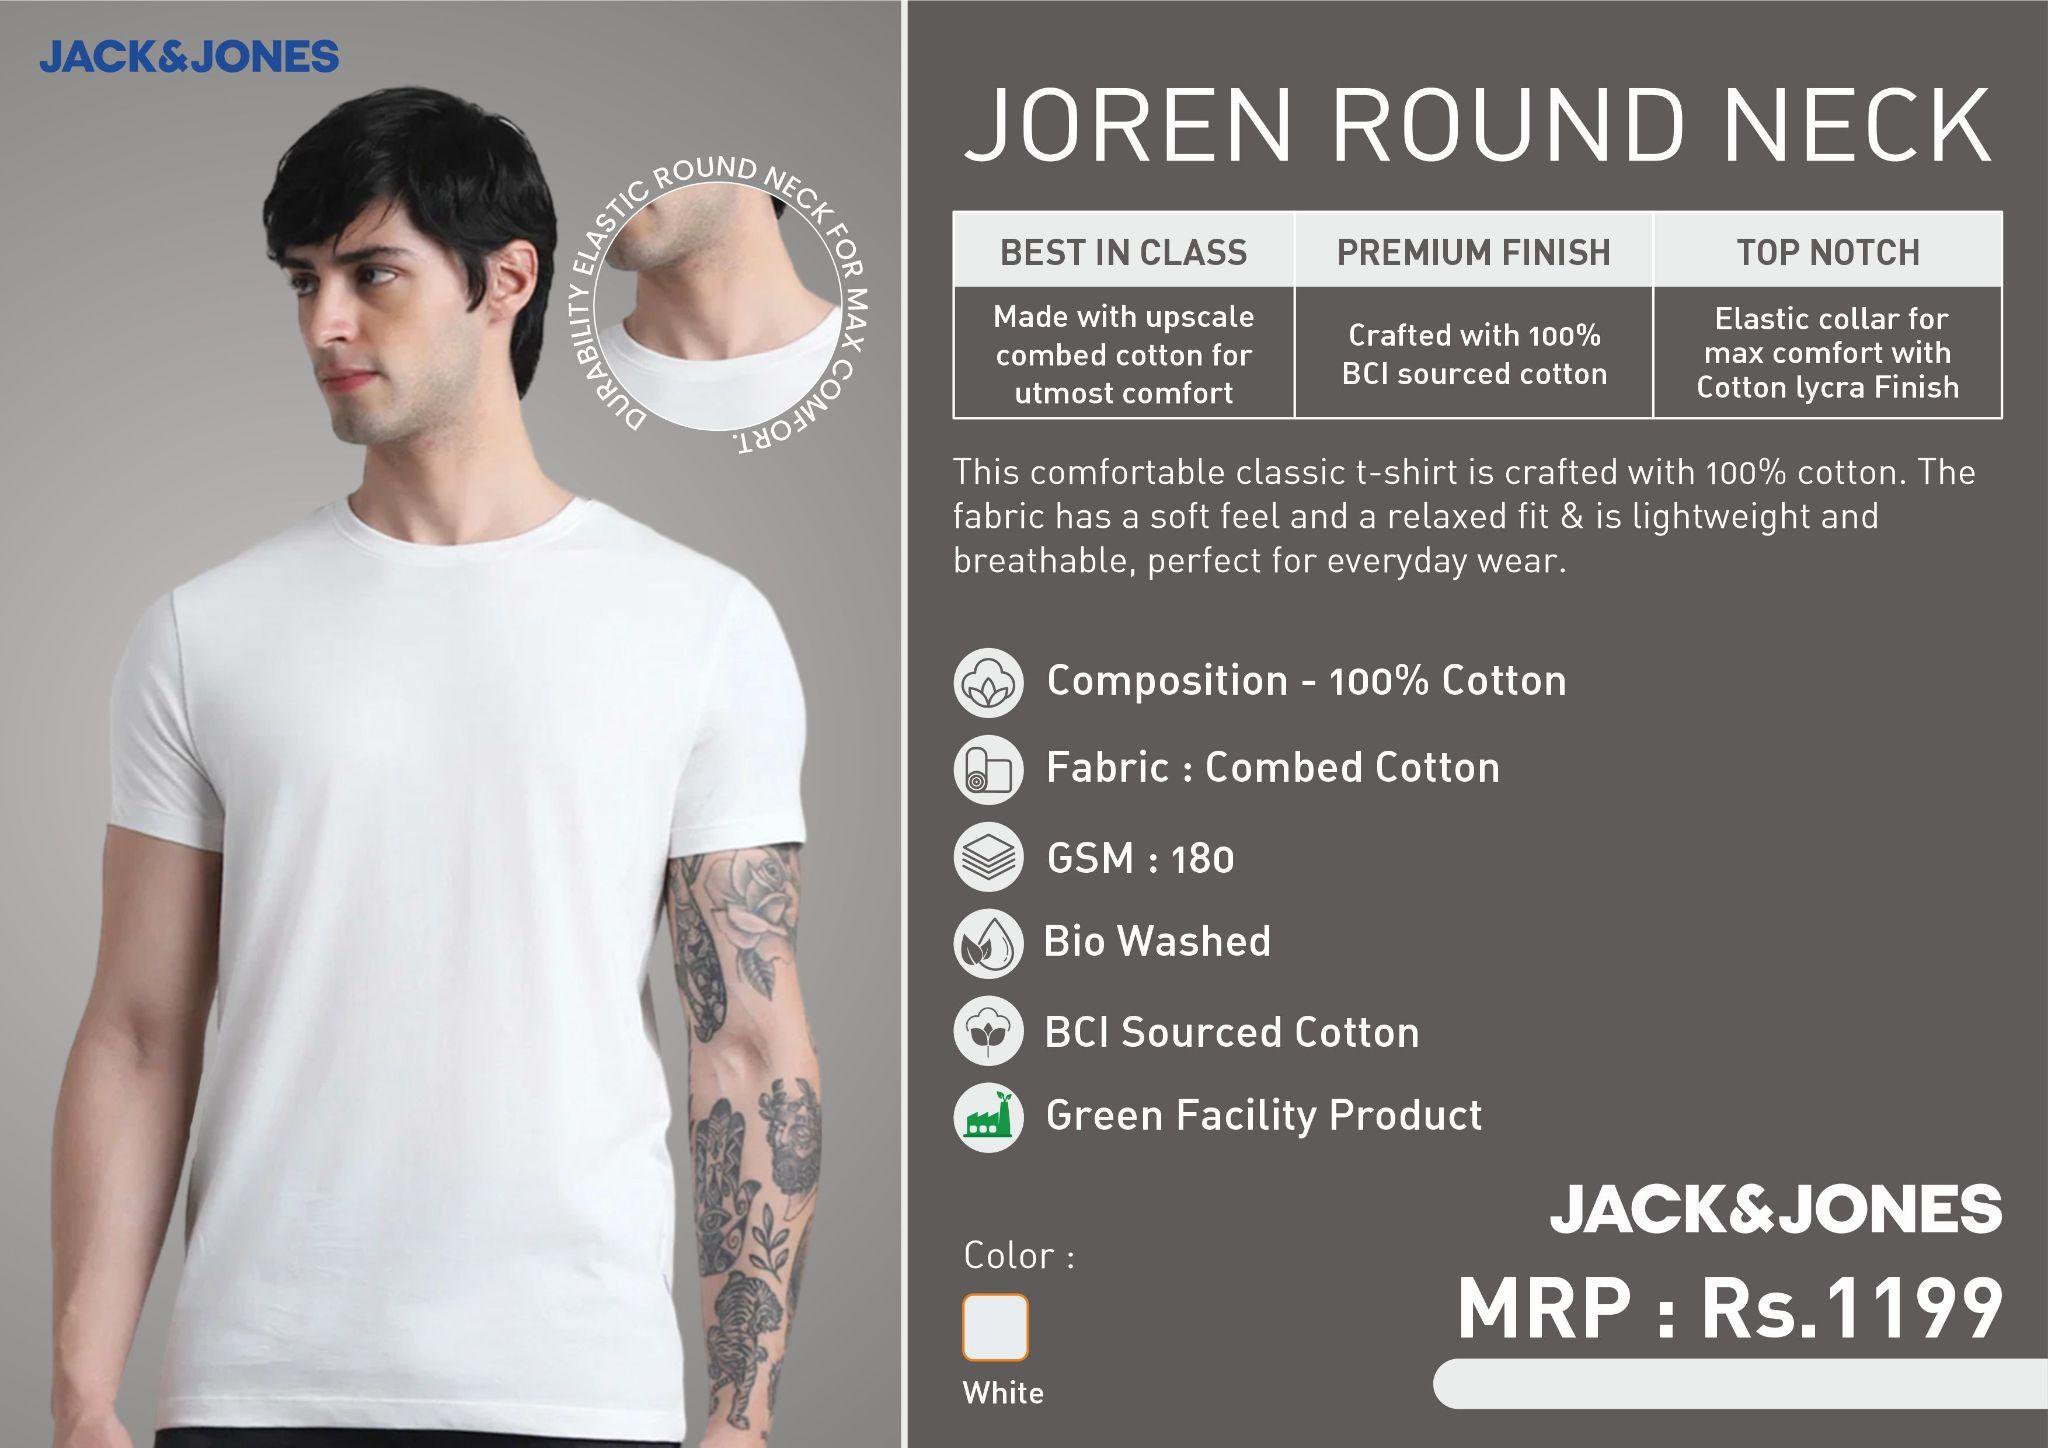 JACK&JONES
DURABILITY ELASTIC ROUND NECK FOR MAX COMFORT.
JOREN ROUND NECK
BEST IN CLASS
Made with upscale
combed cotton for
utmost comfort
PREMIUM FINISH
Crafted with 100%
BCI sourced cotton
TOP NOTCH
Elastic collar for
max comfort with
Cotton lycra Finish
This comfortable classic t-shirt is crafted with 100% cotton. The
fabric has a soft feel and a relaxed fit & is lightweight and
breathable, perfect for everyday wear.
Composition - 100% Cotton
Fabric : Combed Cotton
GSM : 180
Bio Washed
BCI Sourced Cotton
Green Facility Product
Color :
White
JACK&JONES
MRP : Rs.1199